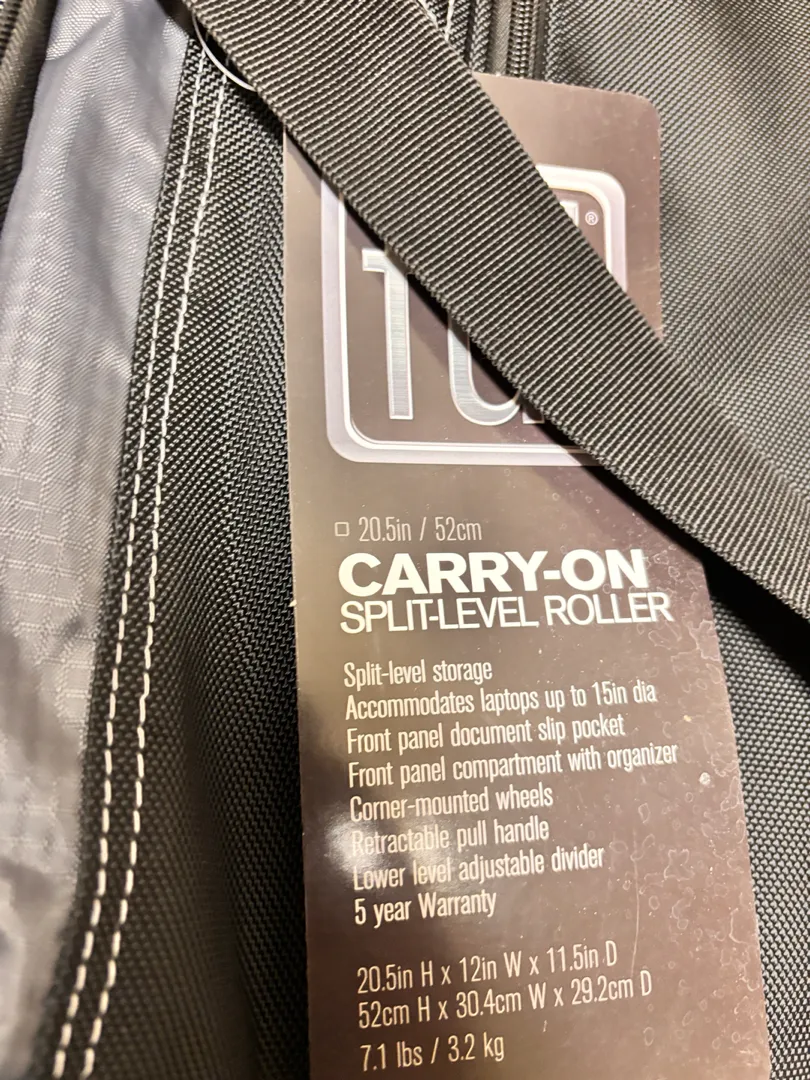 ®
20.5in / 52cm
CARRY-ON
SPLIT-LEVEL ROLLER
Split-level storage
Accommodates laptops up to 15in dia
Front panel document slip pocket
Front panel compartment with organizer
Corner-mounted wheels
Retractable pull handle
Lower level adjustable divider
5 year Warranty
20.5in H x 12in W x 11.5in D
52cm H x 30.4cm W x 29.2cm D
7.1 lbs / 3.2 kg